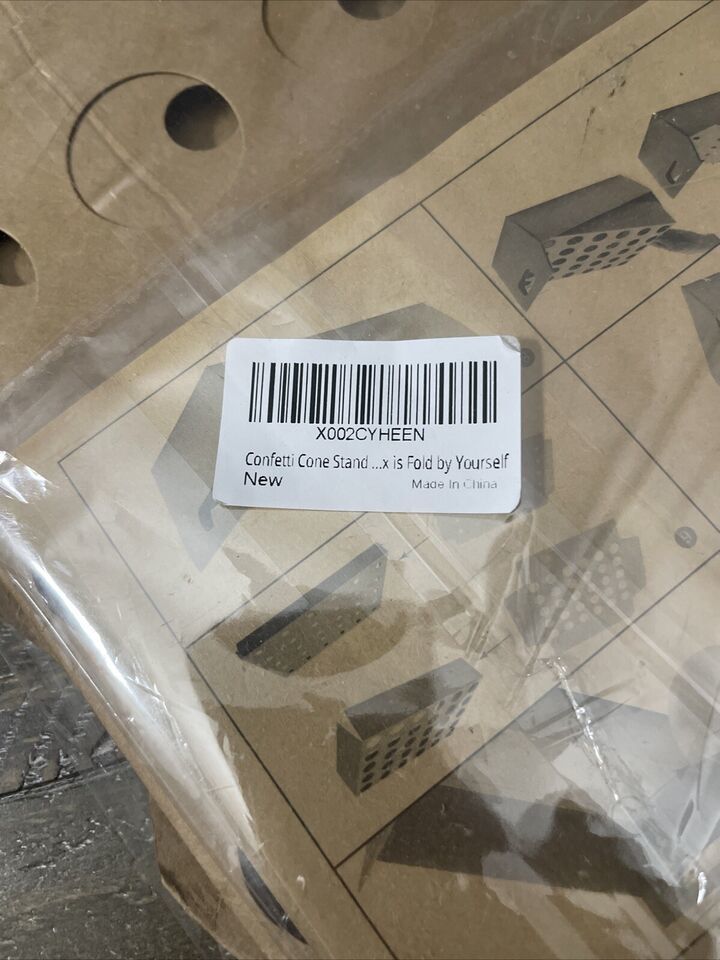 X002CYHEEN
Confetti Cone Stand ...x is Fold by Yourself
New
Made In China